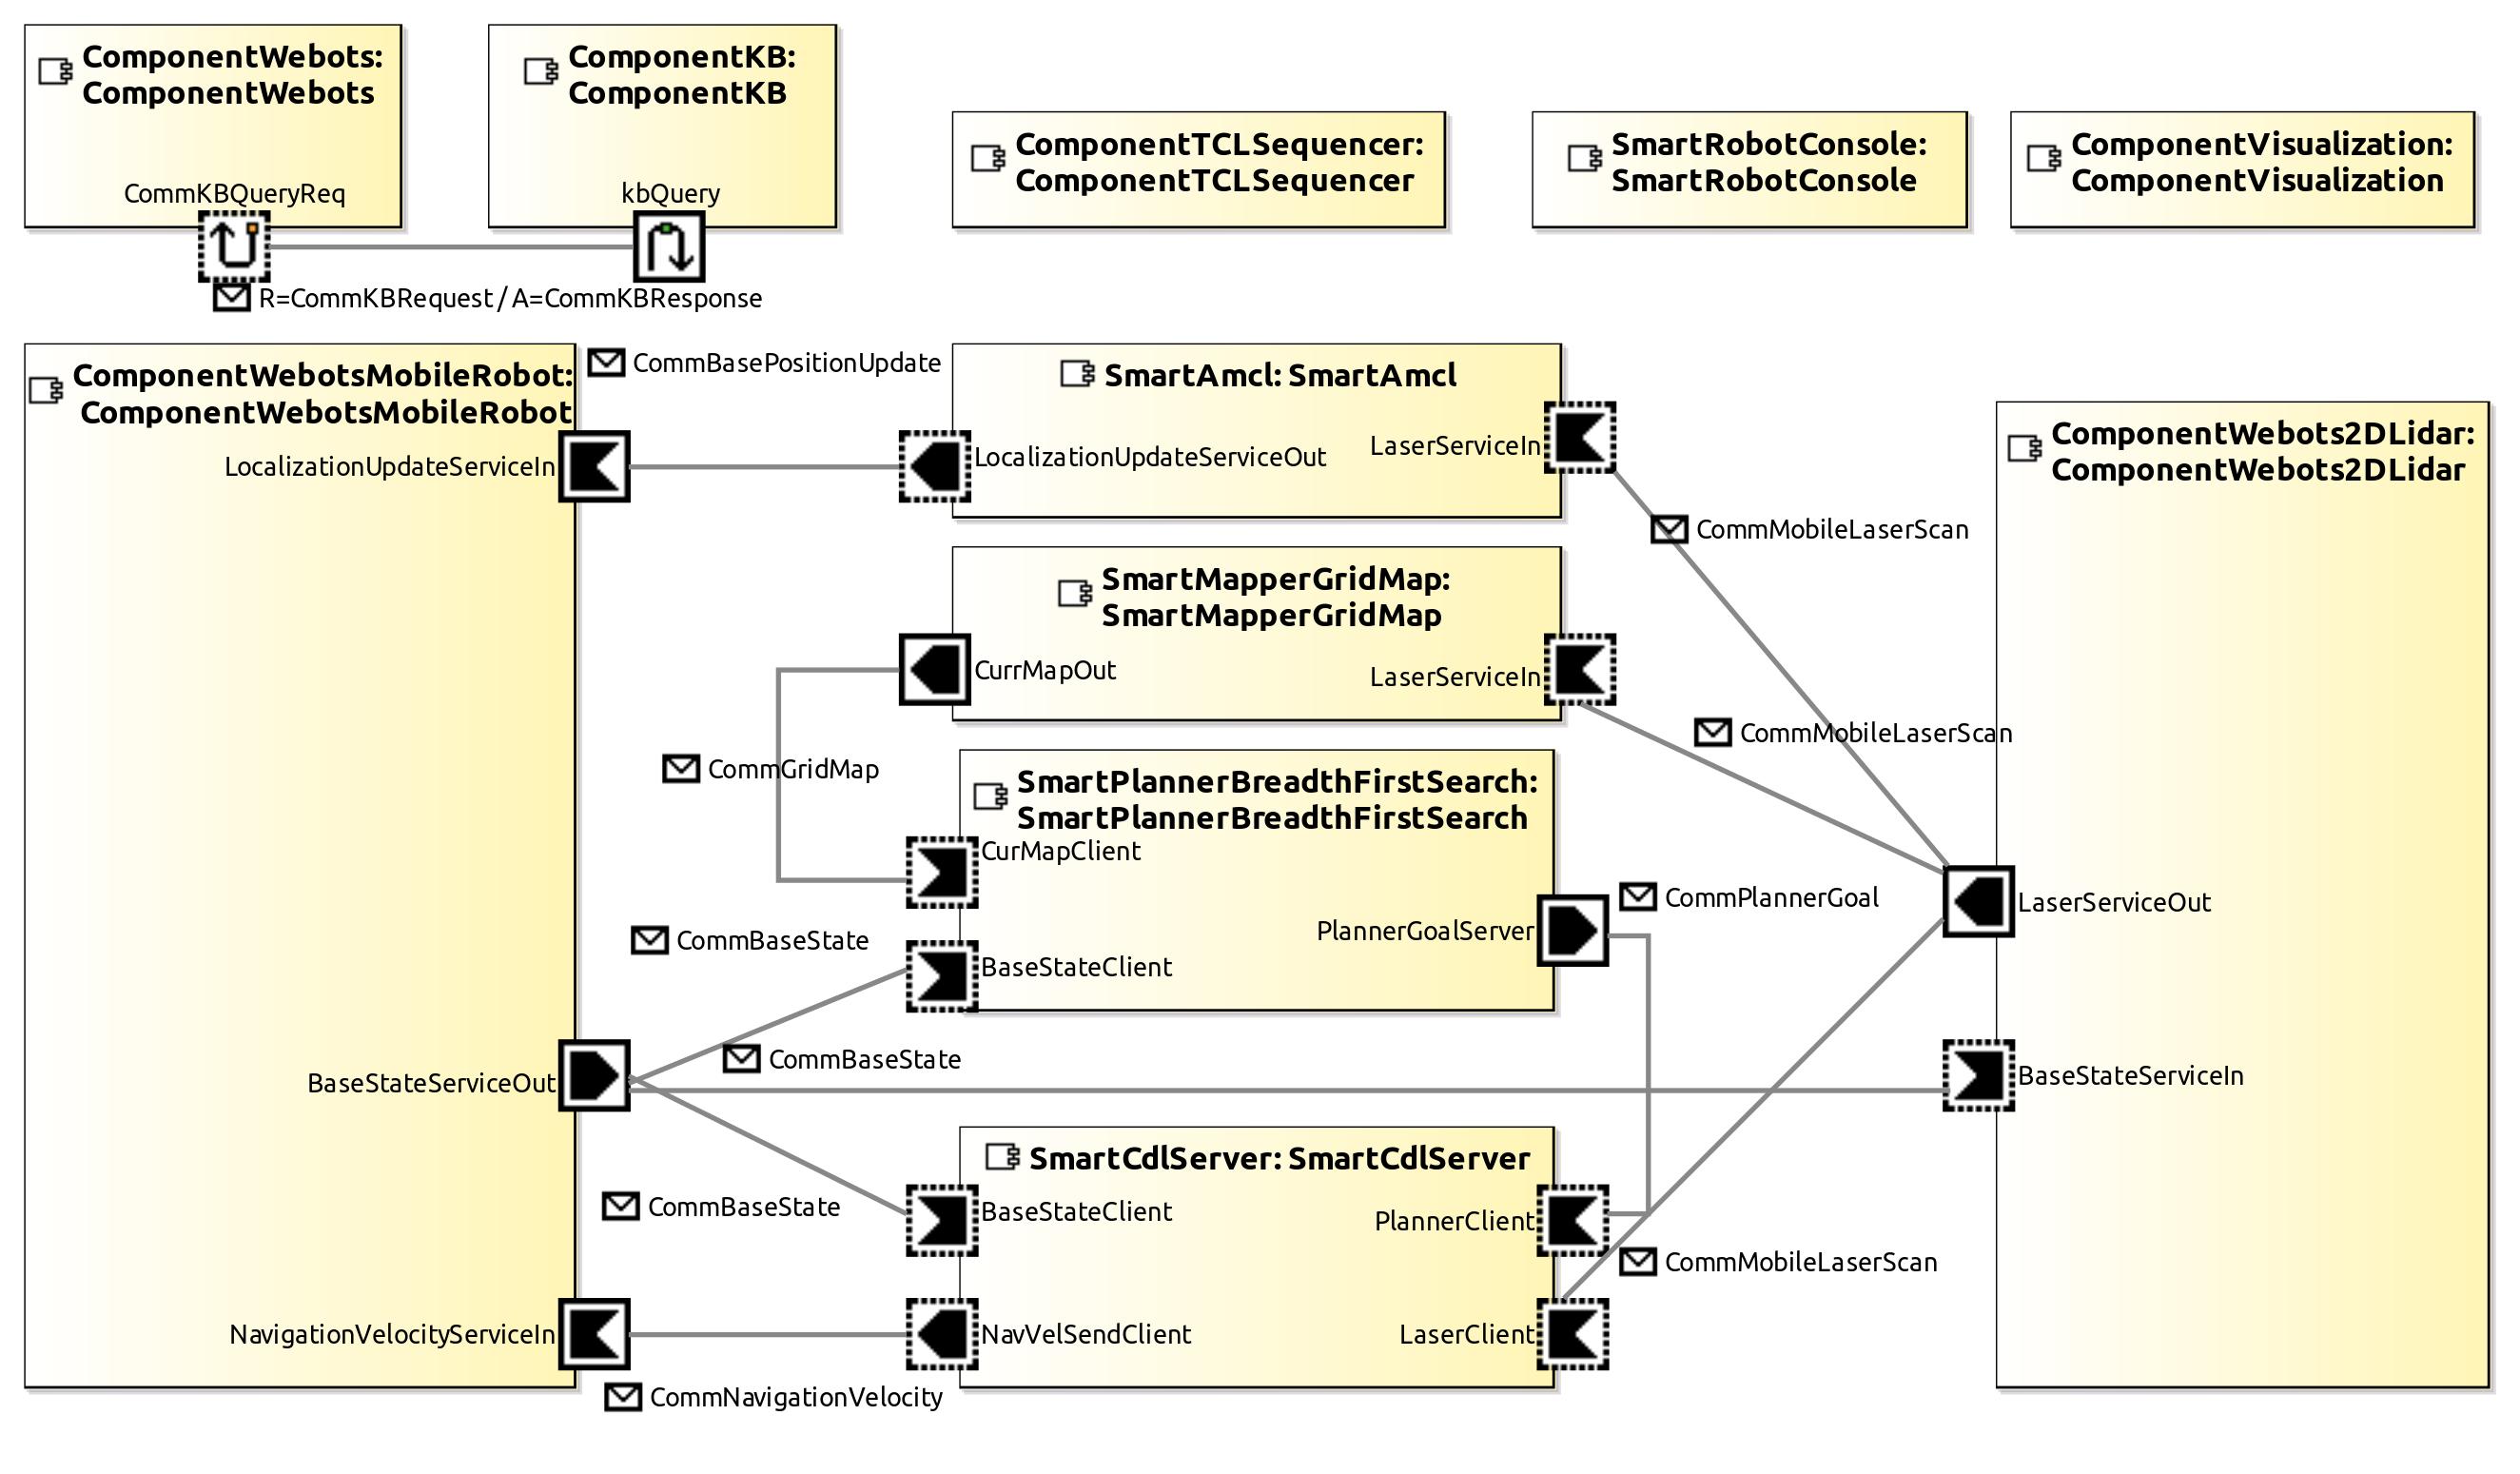 ComponentWebots:
ComponentWebots
CommKBQueryReq
ComponentKB:
ComponentKB
kbQuery
R=CommKBRequest/A=CommKBResponse
ComponentTCLSequencer:
ComponentTCLSequencer
SmartRobotConsole:
SmartRobotConsole
ComponentVisualization:
ComponentVisualization
ComponentWebotsMobileRobot:
ComponentWebotsMobileRobot
LocalizationUpdateServiceIn
BaseStateServiceOut
NavigationVelocityServiceIn
CommBasePositionUpdate
SmartAmcl: SmartAmcl
LocalizationUpdateServiceOut
LaserServiceIn
CommMobileLaserScan
SmartMapperGridMap:
SmartMapperGridMap
CurrMapOut
LaserServiceIn
CommMobileLaserScan
CommGridMap
SmartPlannerBreadthFirstSearch:
SmartPlannerBreadthFirstSearch
CurMapClient
PlannerGoalServer
CommPlannerGoal
CommBaseState
BaseStateClient
CommBaseState
SmartCdlServer: SmartCdlServer
CommBaseState
BaseStateClient
PlannerClient
CommMobileLaserScan
NavVelSendClient
LaserClient
CommNavigationVelocity
ComponentWebots2DLidar:
ComponentWebots2DLidar
LaserServiceOut
BaseStateServiceIn